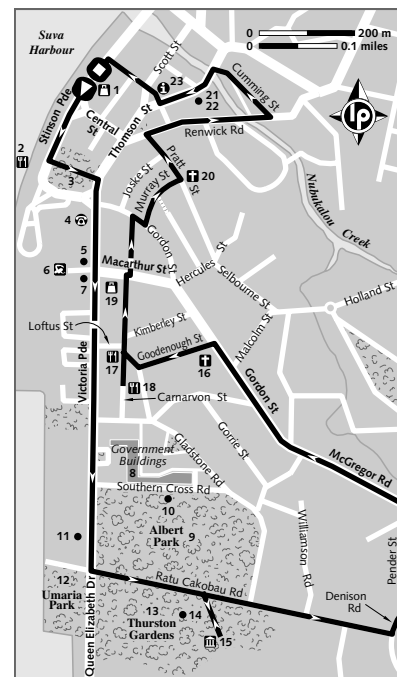 Suva
Harbour
0 200 m
0 0.1 miles
Scott St
23
21
22
Cumming St
Stinson Pde
1
Central
St
Thomson St
Renwick Rd
lp
2
3
Joske St
Murray St
Pratt St
20
Nubukalou Creek
4
5
6
7
Macarthur St
Gordon St
Hercules St
Selbourne St
19
Holland St
Loftus St
Kimberley St
Malcolm St
Goodenough St
17
16
18
Carnarvon St
Gordon St
Victoria Pde
Gorrie St
McGregor Rd
Government
Buildings
8
Gladstone Rd
Southern Cross Rd
10
Albert
Park
9
11
Williamson Rd
Pender St
12
Umaria
Park
Ratu Cakobau Rd
Denison
Rd
13
Thurston
Gardens
14
15
Queen Elizabeth Dr